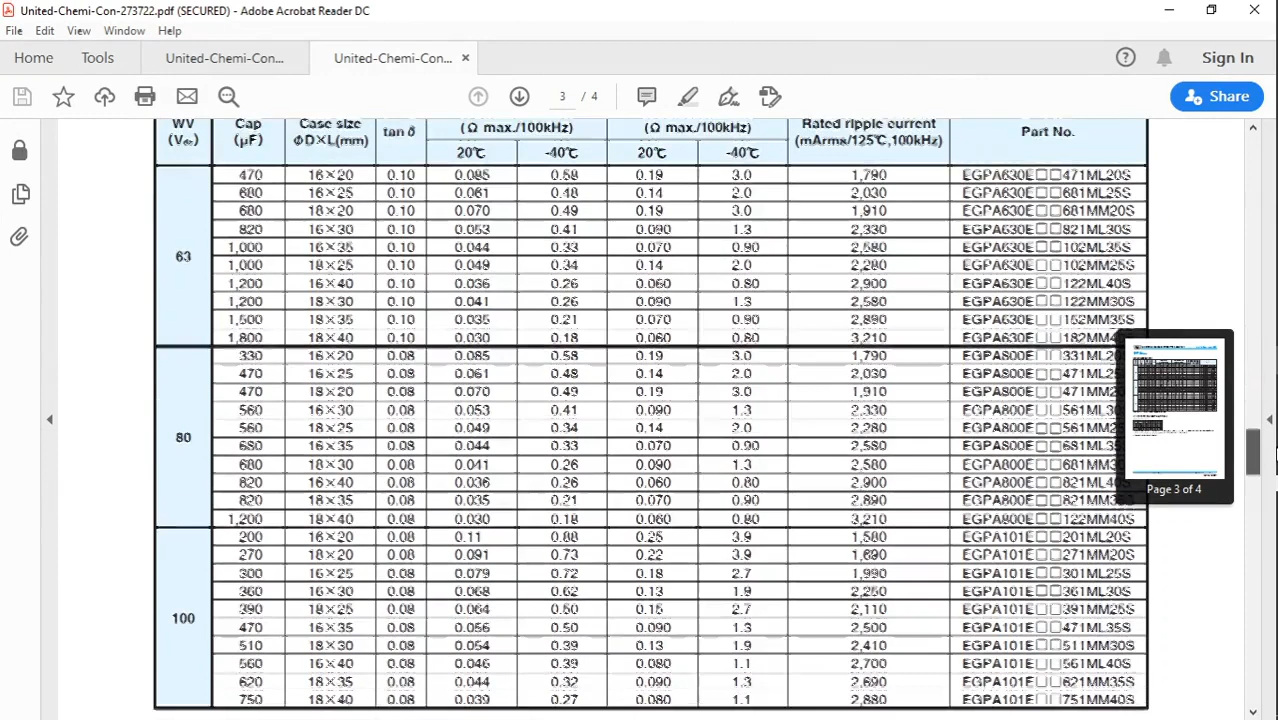 United-Chemi-Con-273722.pdf (SECURED) - Adobe Acrobat Reader DC
File Edit View Window Help
Home Tools United-Chemi-Con... United-Chemi-Con... × Sign In
3 / 4 Share
WV (Vdc) Cap (μF) Case size ΦD×L(mm) tan δ (Ω max./100kHz) (Ω max./100kHz) Rated ripple current (mArms/125℃,100kHz) Part No.
20℃ -40℃ 20℃ -40℃
63
470 16×20 0.10 0.085 0.58 0.19 3.0 1,790 EGPA630E□□471ML20S
680 16×25 0.10 0.061 0.48 0.14 2.0 2,030 EGPA630E□□681ML25S
680 18×20 0.10 0.070 0.49 0.19 3.0 1,910 EGPA630E□□681MM20S
820 16×30 0.10 0.053 0.41 0.090 1.3 2,330 EGPA630E□□821ML30S
1,000 16×35 0.10 0.044 0.33 0.070 0.90 2,580 EGPA630E□□102ML35S
1,000 18×25 0.10 0.049 0.34 0.14 2.0 2,280 EGPA630E□□102MM25S
1,200 16×40 0.10 0.036 0.26 0.060 0.80 2,900 EGPA630E□□122ML40S
1,200 18×30 0.10 0.041 0.26 0.090 1.3 2,580 EGPA630E□□122MM30S
1,500 18×35 0.10 0.035 0.21 0.070 0.90 2,890 EGPA630E□□152MM35S
1,800 18×40 0.10 0.030 0.18 0.060 0.80 3,210 EGPA630E□□182MM4
80
330 16×20 0.08 0.085 0.58 0.19 3.0 1,790 EGPA800E□□331ML20
470 16×25 0.08 0.061 0.48 0.14 2.0 2,030 EGPA800E□□471ML2
470 18×20 0.08 0.070 0.49 0.19 3.0 1,910 EGPA800E□□471MM2
560 16×30 0.08 0.053 0.41 0.090 1.3 2,330 EGPA800E□□561ML3
560 18×25 0.08 0.049 0.34 0.14 2.0 2,280 EGPA800E□□561MM2
680 16×35 0.08 0.044 0.33 0.070 0.90 2,580 EGPA800E□□681ML3
680 18×30 0.08 0.041 0.26 0.090 1.3 2,580 EGPA800E□□681MM3
820 16×40 0.08 0.036 0.26 0.060 0.80 2,900 EGPA800E□□821ML4
820 18×35 0.08 0.035 0.21 0.070 0.90 2,890 EGPA800E□□821MM3
1,200 18×40 0.08 0.030 0.18 0.060 0.80 3,210 EGPA800E□□122MM40S
100
200 16×20 0.08 0.11 0.88 0.25 3.9 1,580 EGPA101E□□201ML20S
270 18×20 0.08 0.091 0.73 0.22 3.9 1,690 EGPA101E□□271MM20S
300 16×25 0.08 0.079 0.72 0.18 2.7 1,990 EGPA101E□□301ML25S
360 16×30 0.08 0.068 0.62 0.13 1.9 2,250 EGPA101E□□361ML30S
390 18×25 0.08 0.064 0.50 0.15 2.7 2,110 EGPA101E□□391MM25S
470 16×35 0.08 0.056 0.50 0.090 1.3 2,500 EGPA101E□□471ML35S
510 18×30 0.08 0.054 0.39 0.13 1.9 2,410 EGPA101E□□511MM30S
560 16×40 0.08 0.046 0.39 0.080 1.1 2,700 EGPA101E□□561ML40S
620 18×35 0.08 0.044 0.32 0.090 1.3 2,690 EGPA101E□□621MM35S
750 18×40 0.08 0.039 0.27 0.080 1.1 2,880 EGPA101E□□751MM40S
Page 3 of 4